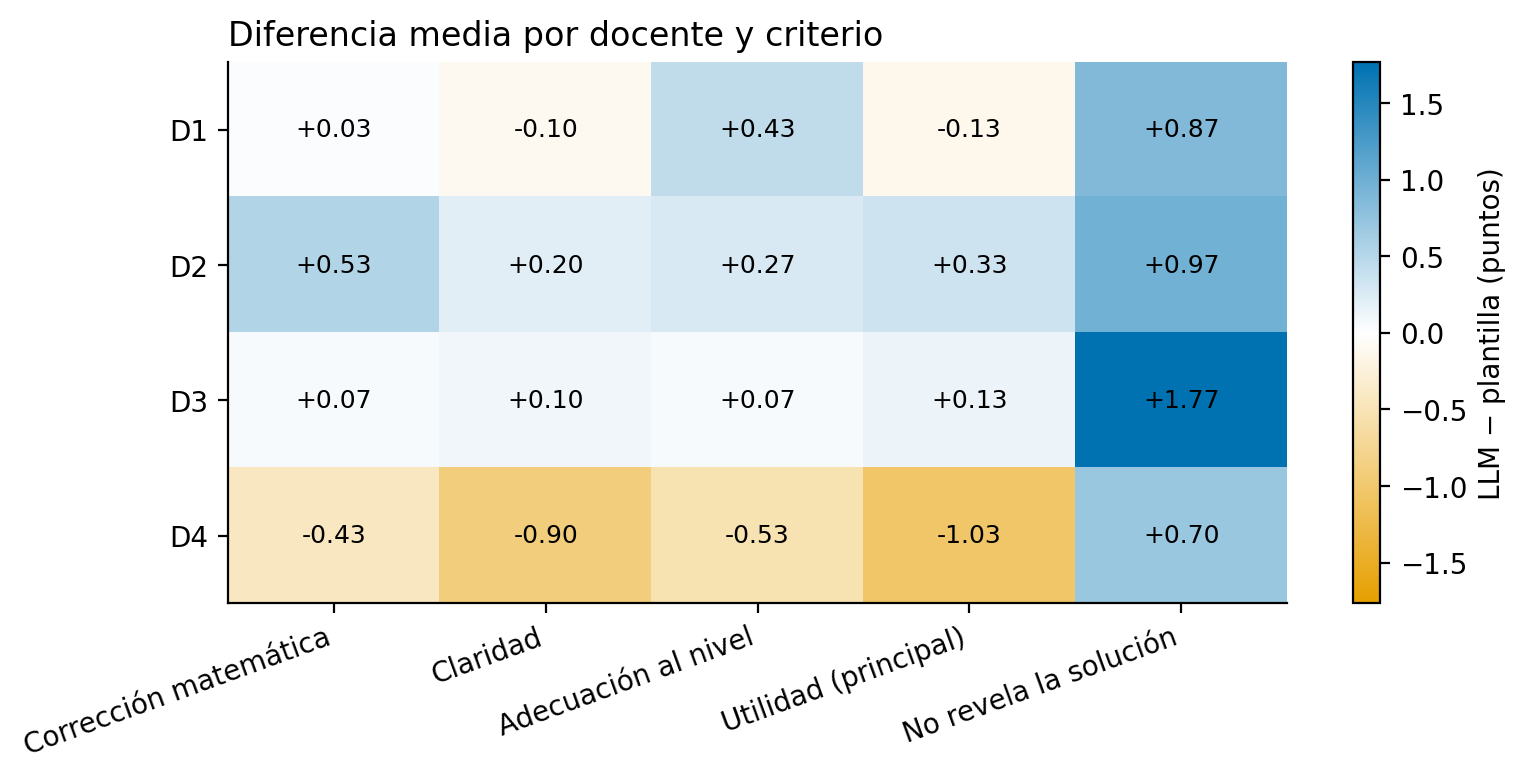 Diferencia media por docente y criterio
D1 +0.03 -0.10 +0.43 -0.13 +0.87
D2 +0.53 +0.20 +0.27 +0.33 +0.97
D3 +0.07 +0.10 +0.07 +0.13 +1.77
D4 -0.43 -0.90 -0.53 -1.03 +0.70
Corrección matemática
Claridad
Adecuación al nivel
Utilidad (principal)
No revela la solución
1.5
1.0
0.5
0.0
−0.5
−1.0
−1.5
LLM − plantilla (puntos)